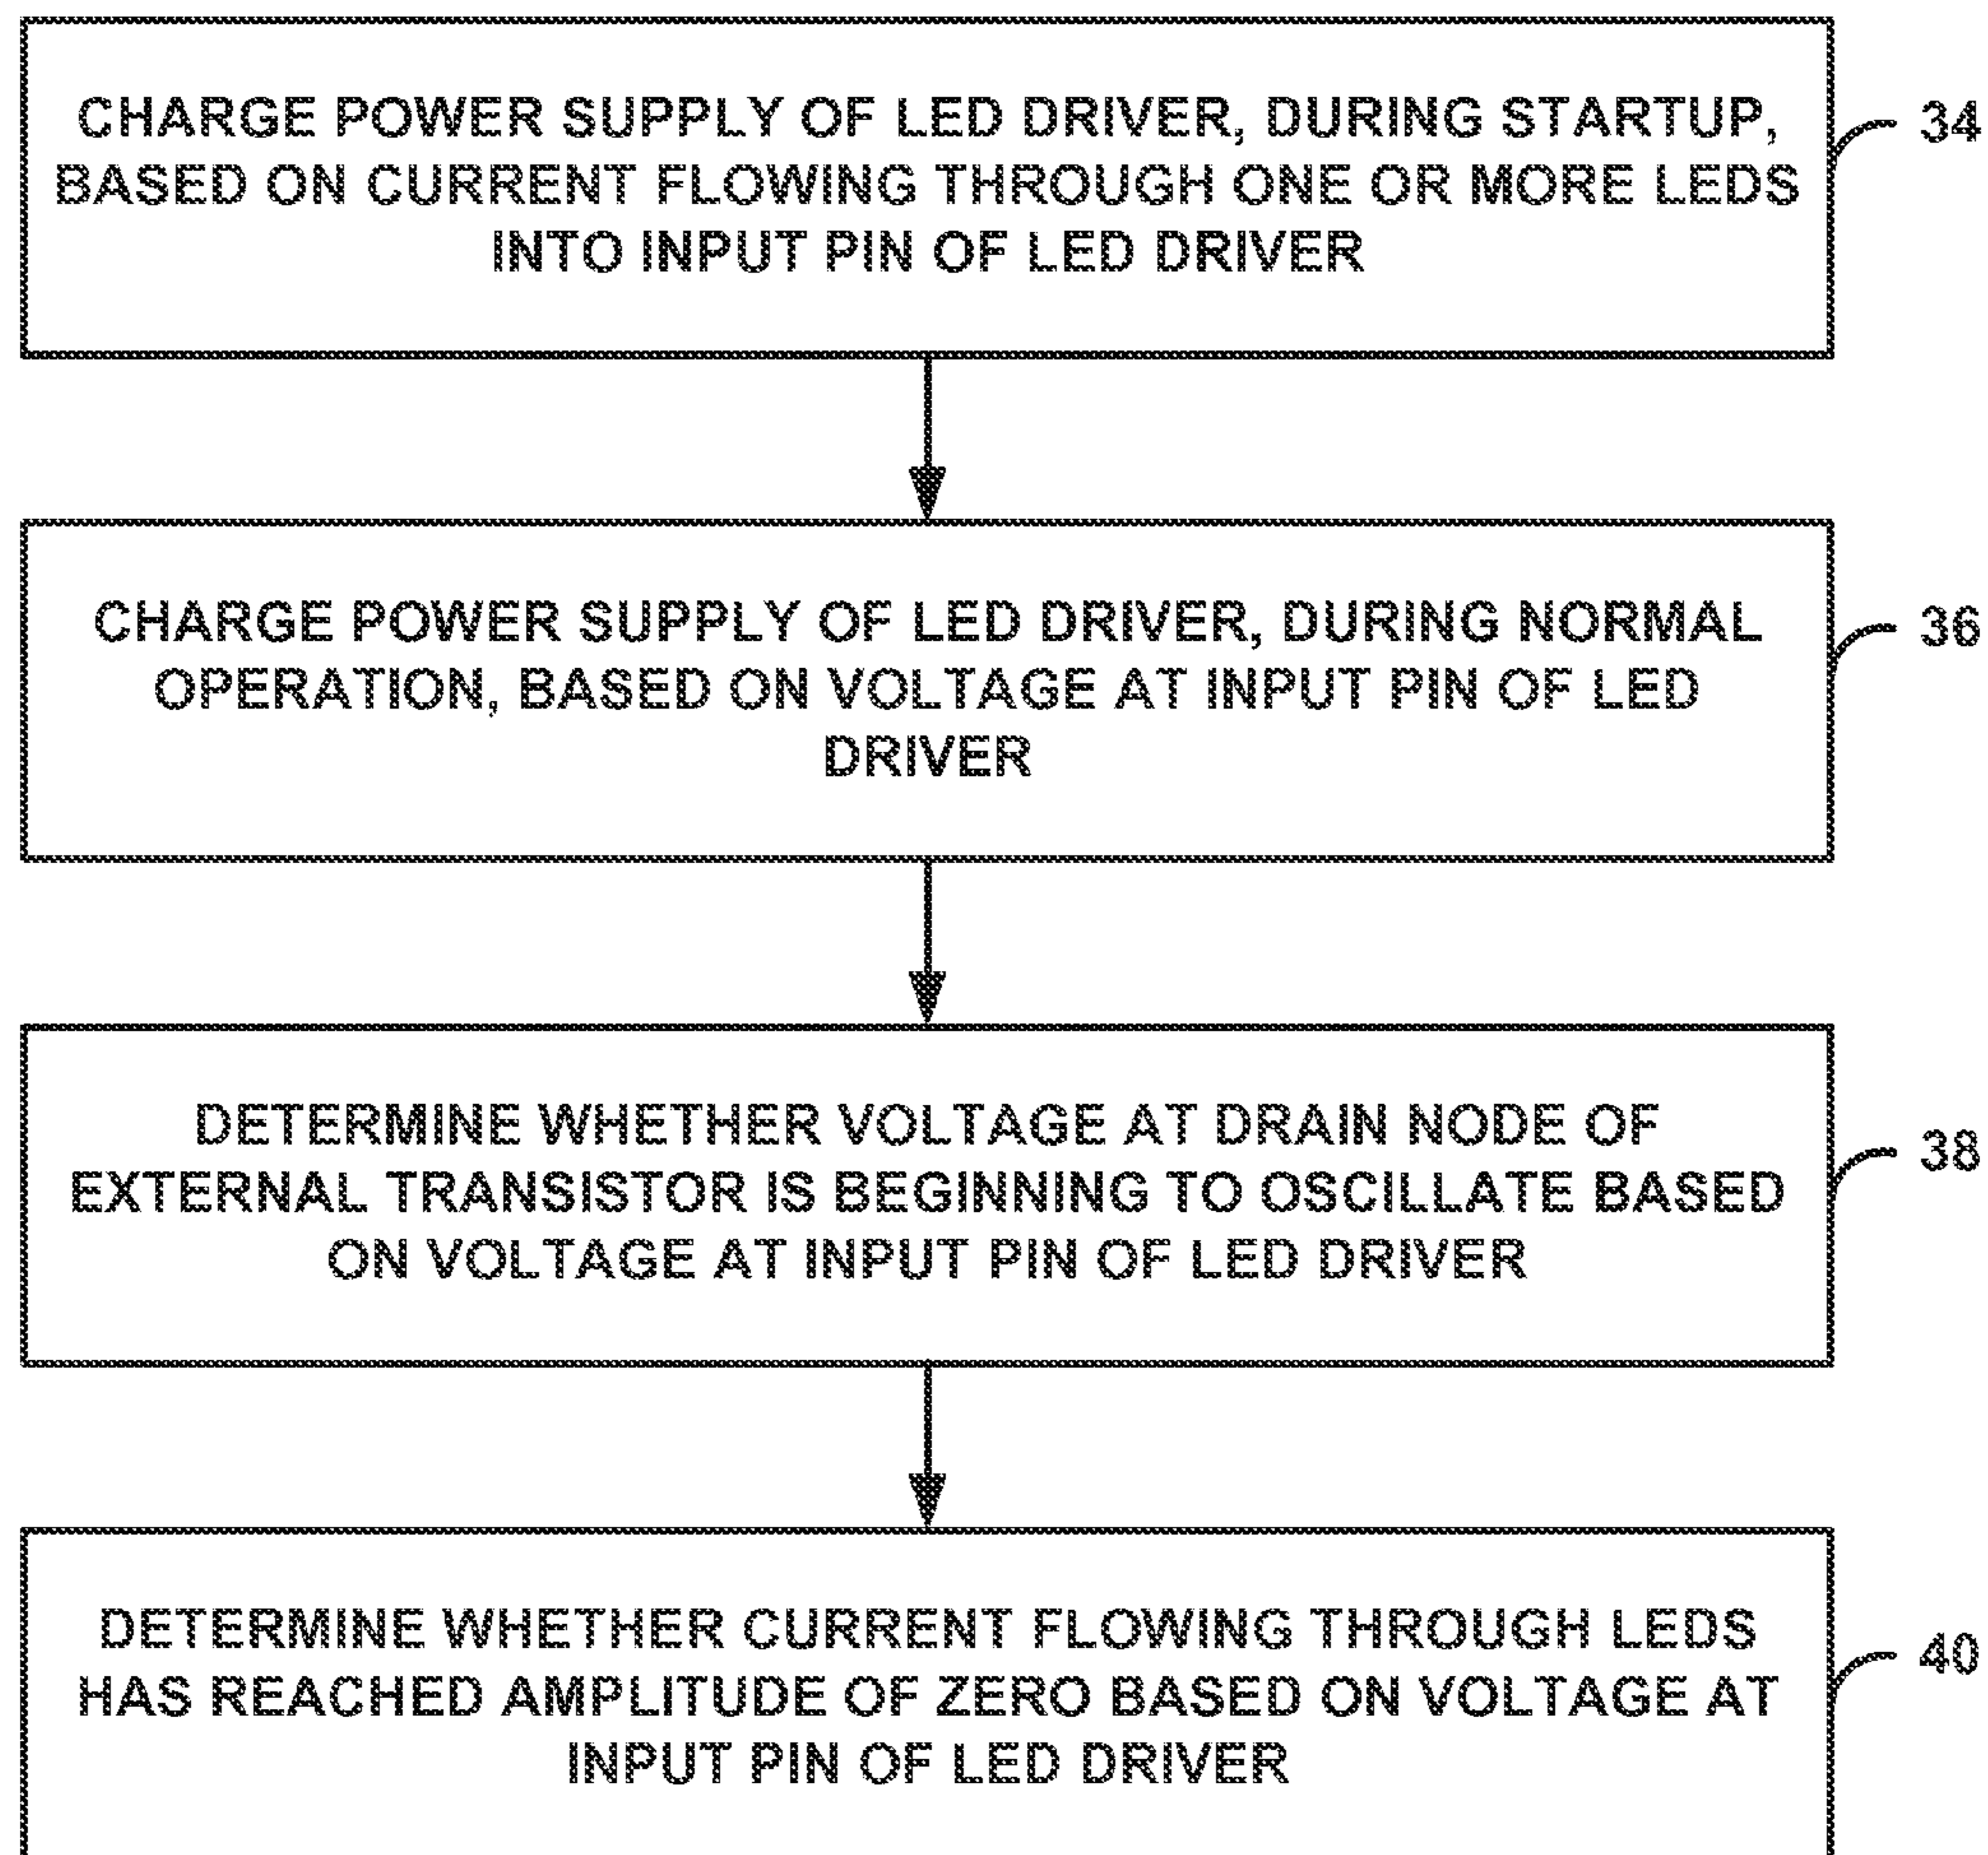 CHARGE POWER SUPPLY OF LED DRIVER, DURING STARTUP,
BASED ON CURRENT FLOWING THROUGH ONE OR MORE LEDS
INTO INPUT PIN OF LED DRIVER
34
CHARGE POWER SUPPLY OF LED DRIVER, DURING NORMAL
OPERATION, BASED ON VOLTAGE AT INPUT PIN OF LED
DRIVER
36
DETERMINE WHETHER VOLTAGE AT DRAIN NODE OF
EXTERNAL TRANSISTOR IS BEGINNING TO OSCILLATE BASED
ON VOLTAGE AT INPUT PIN OF LED DRIVER
38
DETERMINE WHETHER CURRENT FLOWING THROUGH LEDS
HAS REACHED AMPLITUDE OF ZERO BASED ON VOLTAGE AT
INPUT PIN OF LED DRIVER
40